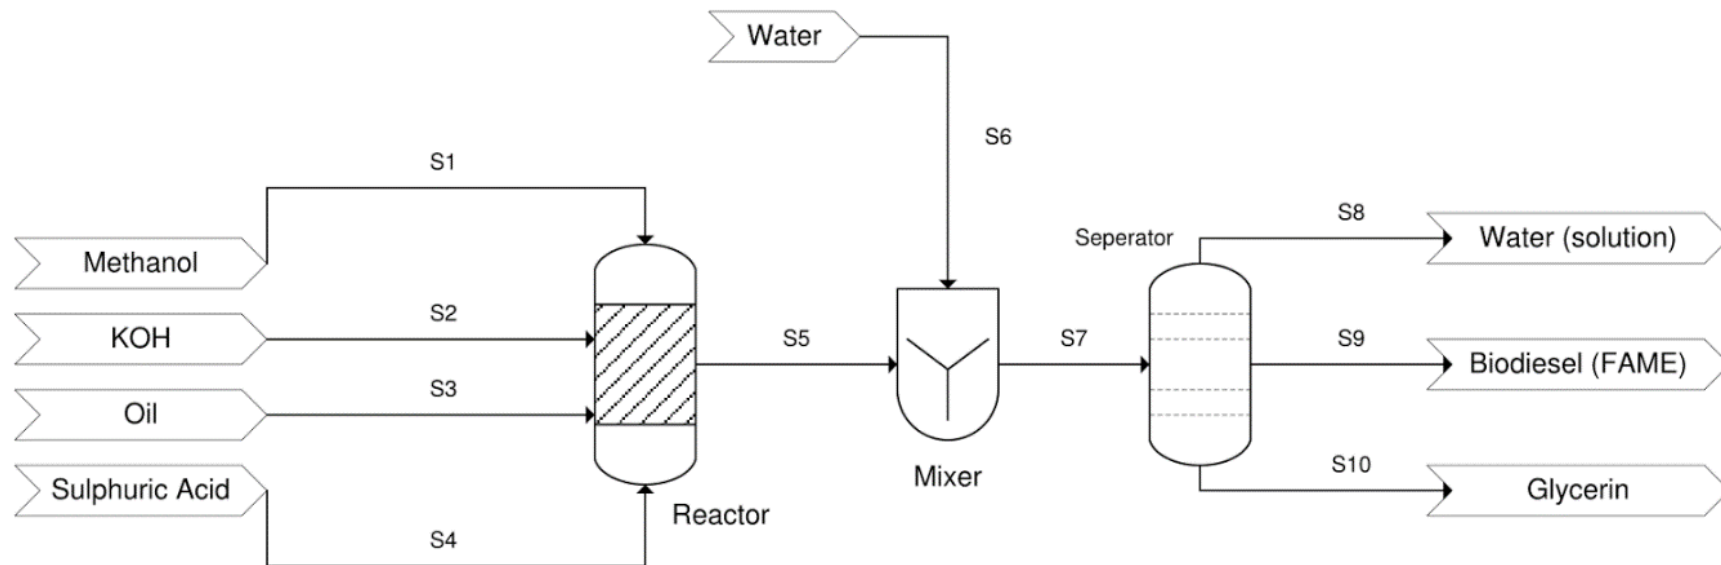 Water
S6
S1
Methanol
S2
KOH
S3
Oil
Sulphuric Acid
S4
Reactor
S5
Mixer
S7
Seperator
S8
Water (solution)
S9
Biodiesel (FAME)
S10
Glycerin